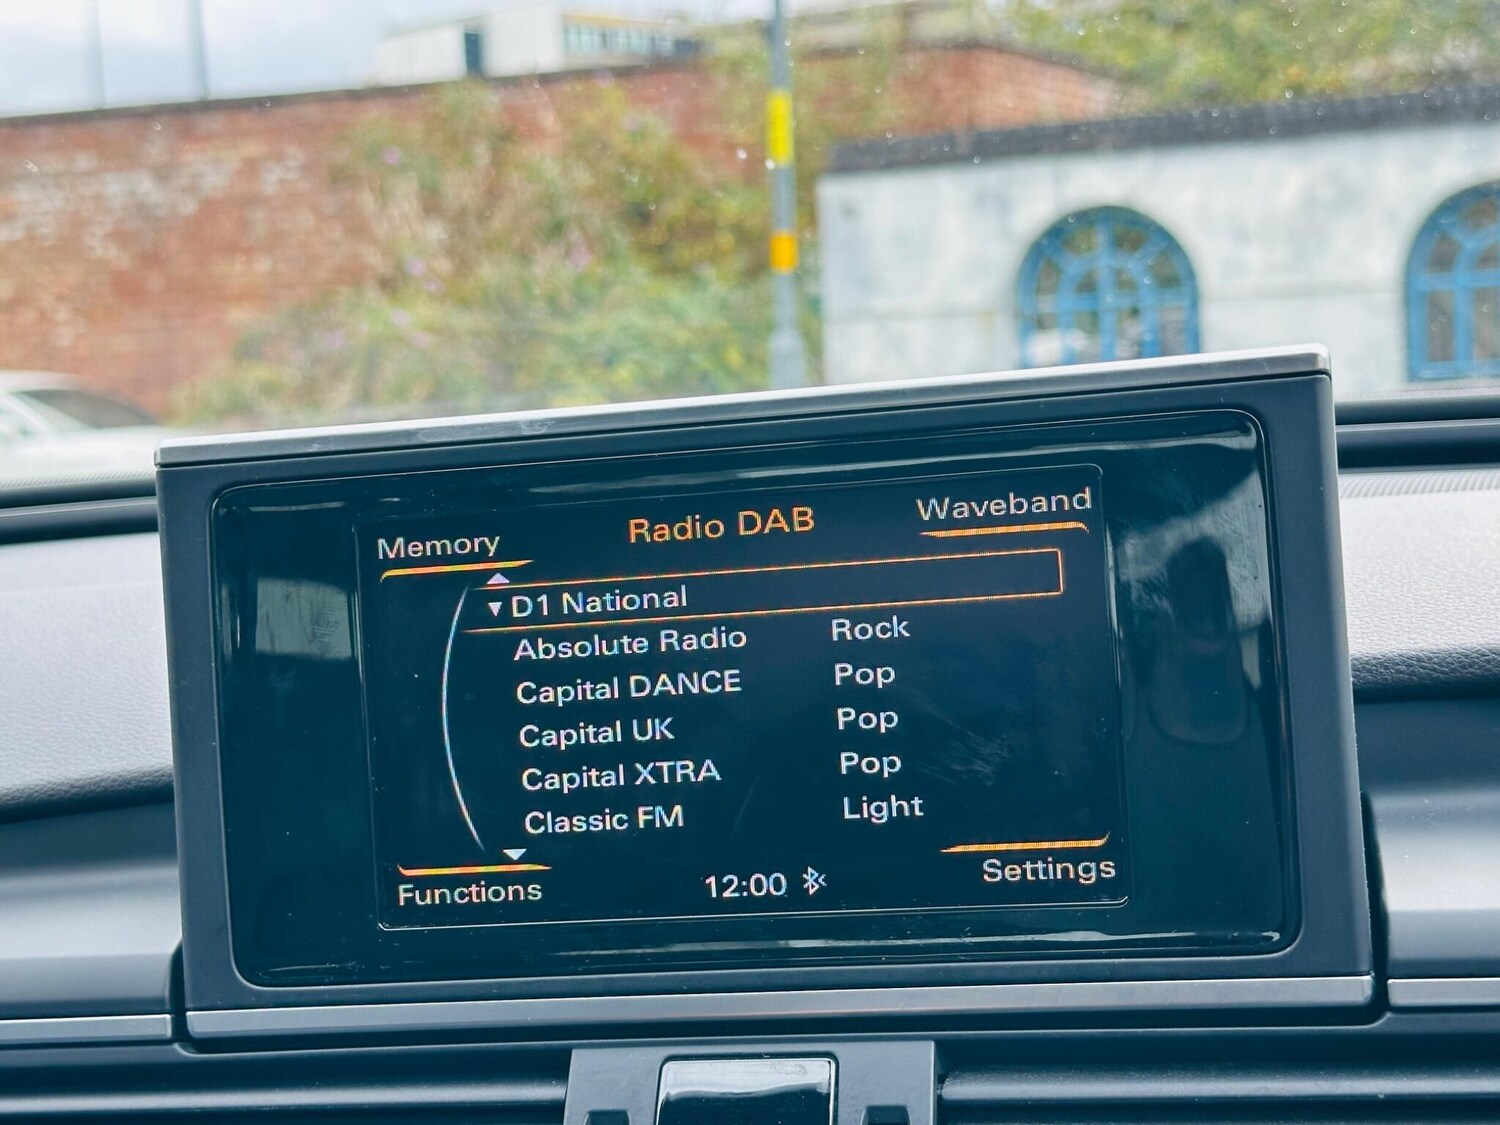 Memory
Radio DAB
Waveband
D1 National
Absolute Radio Rock
Capital DANCE Pop
Capital UK Pop
Capital XTRA Pop
Classic FM Light
Functions
12:00
Settings